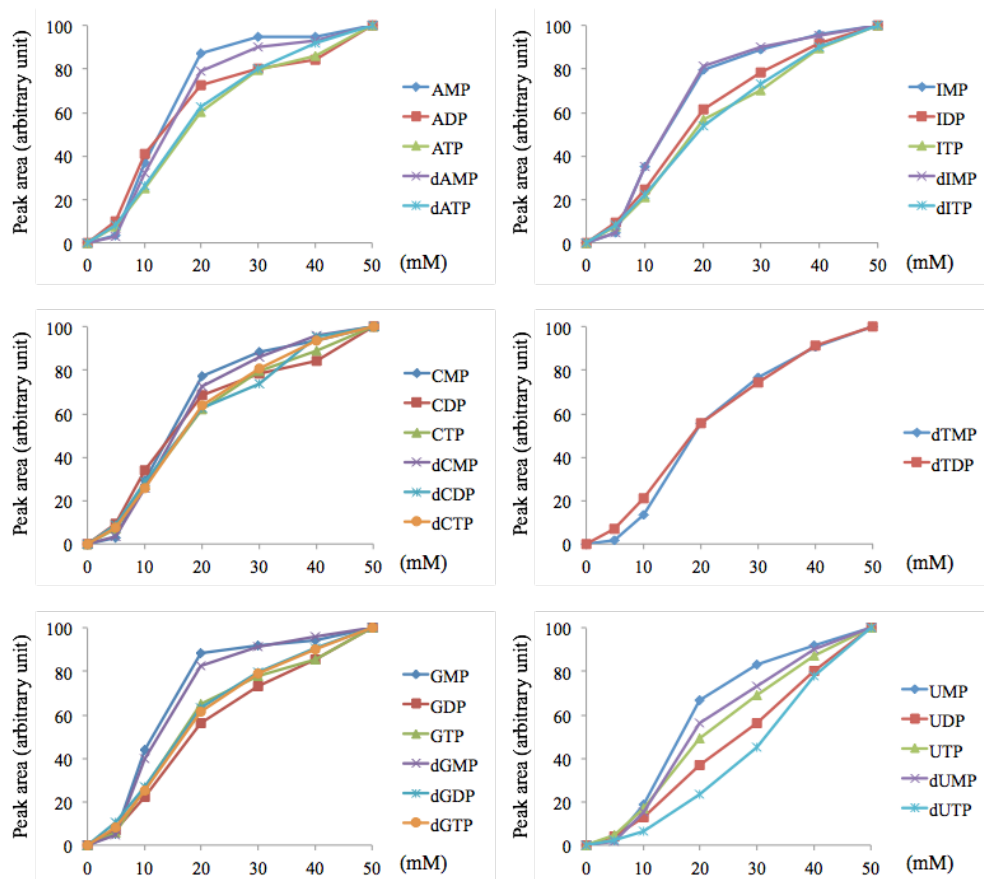 Peak area (arbitrary unit)
100
80
60
40
20
0
0 10 20 30 40 50 (mM)
AMP
ADP
ATP
dAMP
dATP
Peak area (arbitrary unit)
100
80
60
40
20
0
0 10 20 30 40 50 (mM)
IMP
IDP
ITP
dIMP
dITP
Peak area (arbitrary unit)
100
80
60
40
20
0
0 10 20 30 40 50 (mM)
CMP
CDP
CTP
dCMP
dCDP
dCTP
Peak area (arbitrary unit)
100
80
60
40
20
0
0 10 20 30 40 50 (mM)
dTMP
dTDP
Peak area (arbitrary unit)
100
80
60
40
20
0
0 10 20 30 40 50 (mM)
GMP
GDP
GTP
dGMP
dGDP
dGTP
Peak area (arbitrary unit)
100
80
60
40
20
0
0 10 20 30 40 50 (mM)
UMP
UDP
UTP
dUMP
dUTP